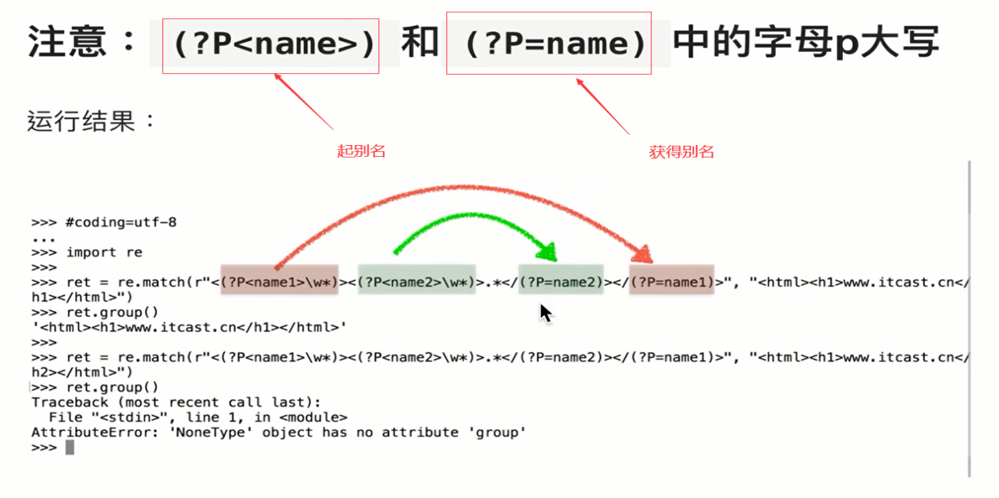 注意： (?P<name>) 和 (?P=name) 中的字母p大写
运行结果：
起别名
获得别名
>>> #coding=utf-8
...
>>> import re
>>>
>>> ret = re.match(r"<(?P<name1>\w*)><(?P<name2>\w*)>.*</(?P=name2)></(?P=name1)>", "<html><h1>www.itcast.cn</
h1></html>")
>>> ret.group()
'<html><h1>www.itcast.cn</h1></html>'
>>>
>>> ret = re.match(r"<(?P<name1>\w*)><(?P<name2>\w*)>.*</(?P=name2)></(?P=name1)>", "<html><h1>www.itcast.cn</
h2></html>")
>>> ret.group()
Traceback (most recent call last):
  File "<stdin>", line 1, in <module>
AttributeError: 'NoneType' object has no attribute 'group'
>>>